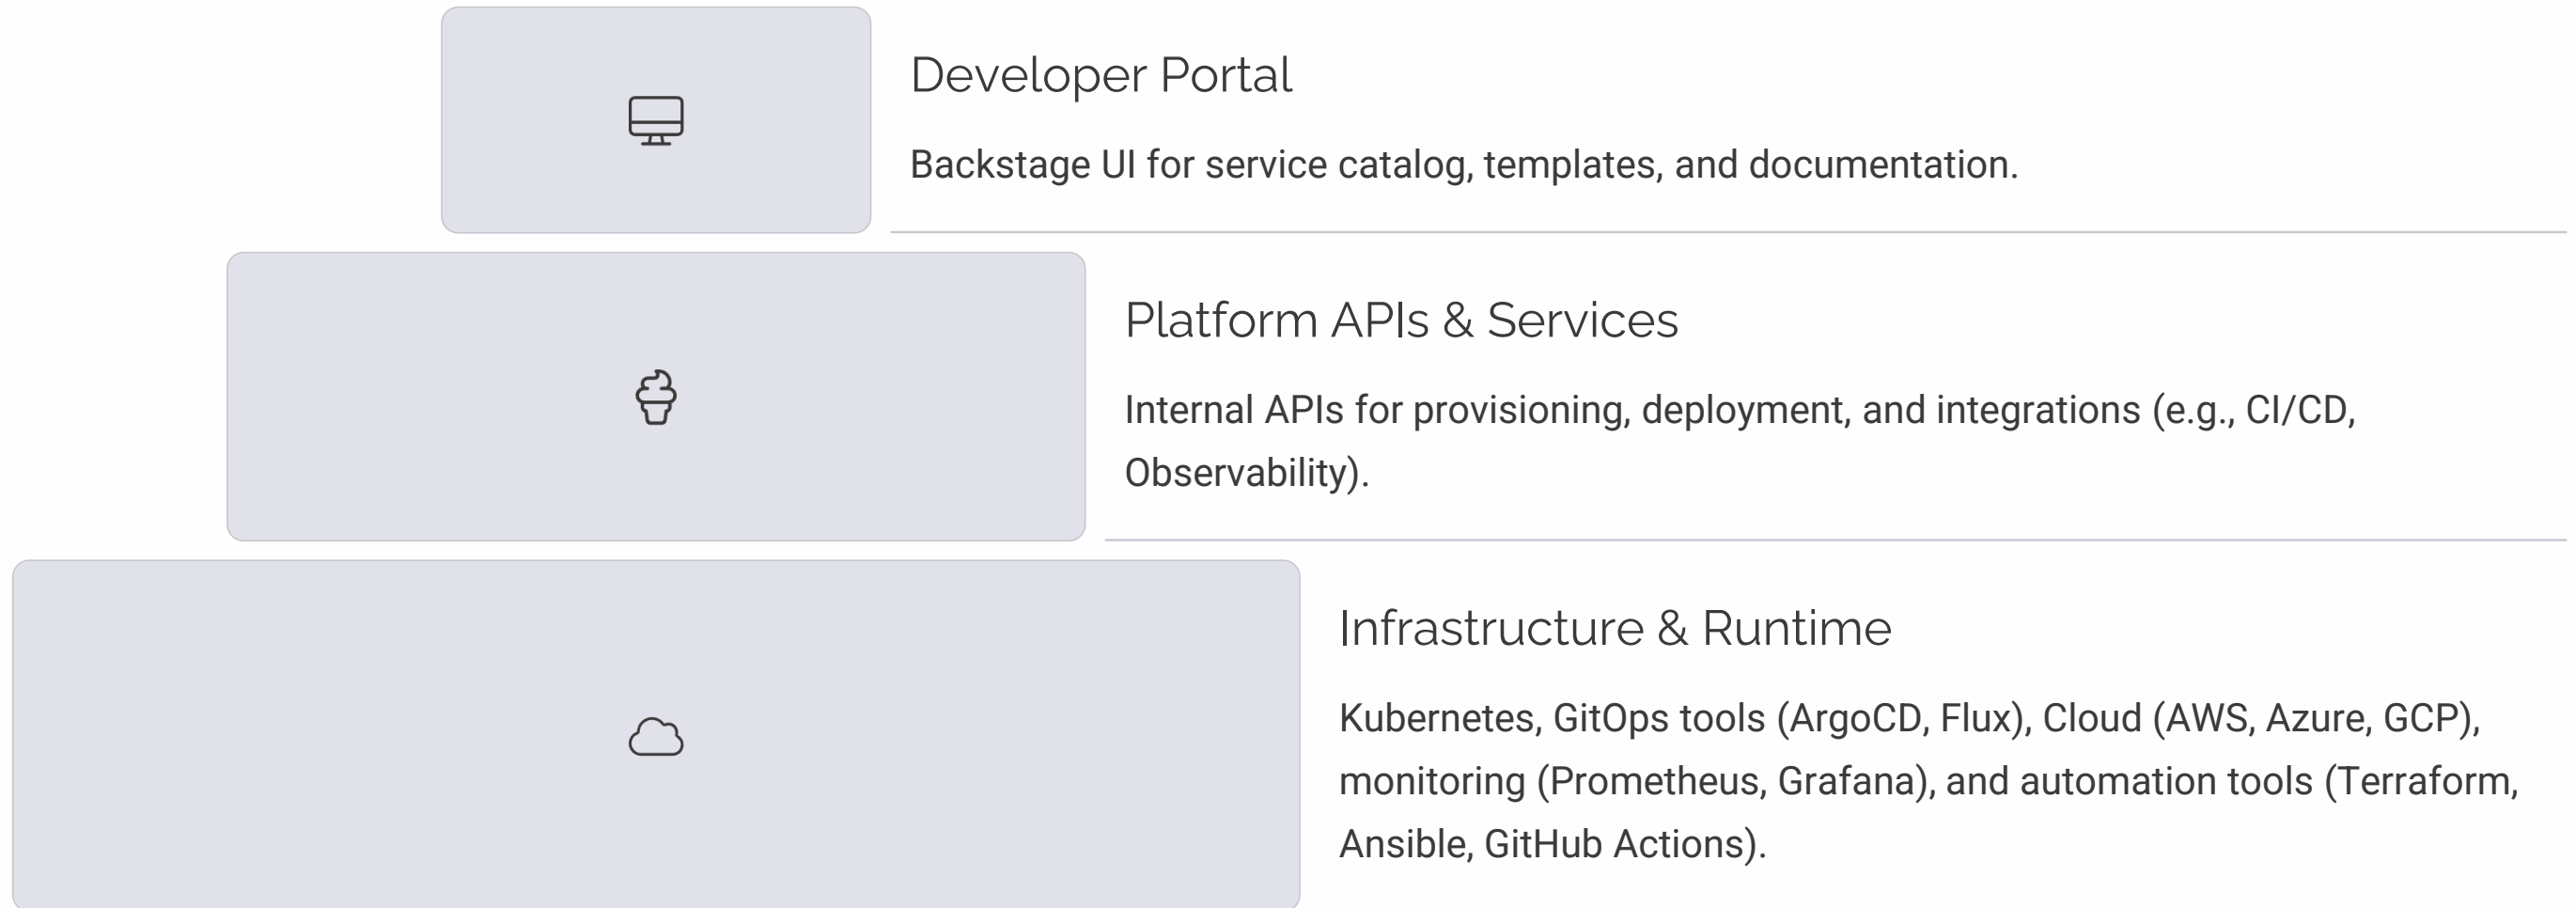 Developer Portal
Backstage UI for service catalog, templates, and documentation.
Platform APIs & Services
Internal APIs for provisioning, deployment, and integrations (e.g., CI/CD,
Observability).
Infrastructure & Runtime
Kubernetes, GitOps tools (ArgoCD, Flux), Cloud (AWS, Azure, GCP),
monitoring (Prometheus, Grafana), and automation tools (Terraform,
Ansible, GitHub Actions).